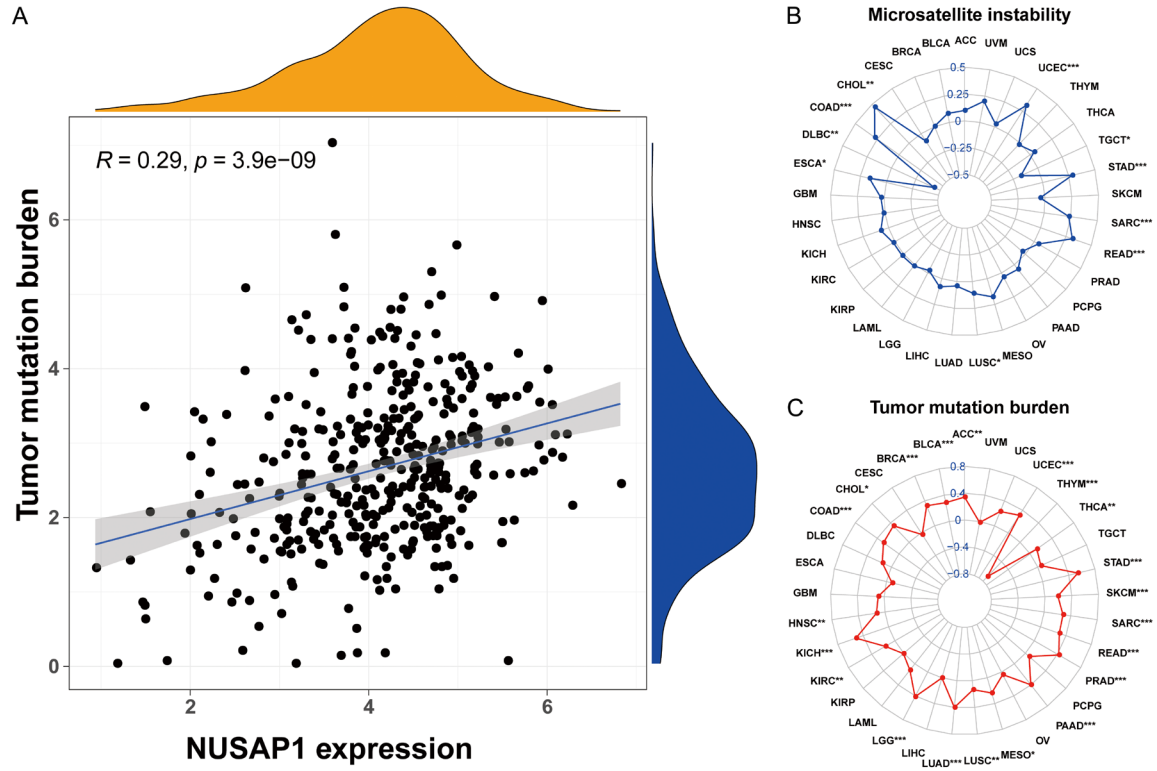 A
R = 0.29, p = 3.9e−09
Tumor mutation burden
6
4
2
0
2
4
6
NUSAP1 expression
B
Microsatellite instability
ACC
UVM
UCS
UCEC***
THYM
THCA
TGCT*
STAD***
SKCM
SARC***
READ***
PRAD
PCPG
PAAD
OV
MESO
LUSC*
LUAD
LIHC
LGG
LAML
KIRP
KIRC
KICH
HNSC
GBM
ESCA*
DLBC**
COAD***
CHOL**
CESC
BRCA
BLCA
0.5
0.25
0
−0.25
−0.5
C
Tumor mutation burden
ACC**
UVM
UCS
UCEC***
THYM***
THCA**
TGCT
STAD***
SKCM***
SARC***
READ***
PRAD***
PCPG
PAAD***
OV
MESO*
LUSC**
LUAD***
LIHC
LGG***
LAML
KIRP
KIRC**
KICH***
HNSC**
GBM
ESCA
DLBC
COAD***
CHOL*
CESC
BRCA***
BLCA***
0.8
0.4
0
−0.4
−0.8